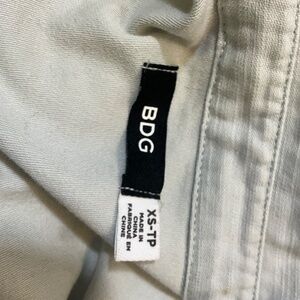 BDG
XS-TP
MADE IN
CHINA
FABRIQUÉ EN
CHINE